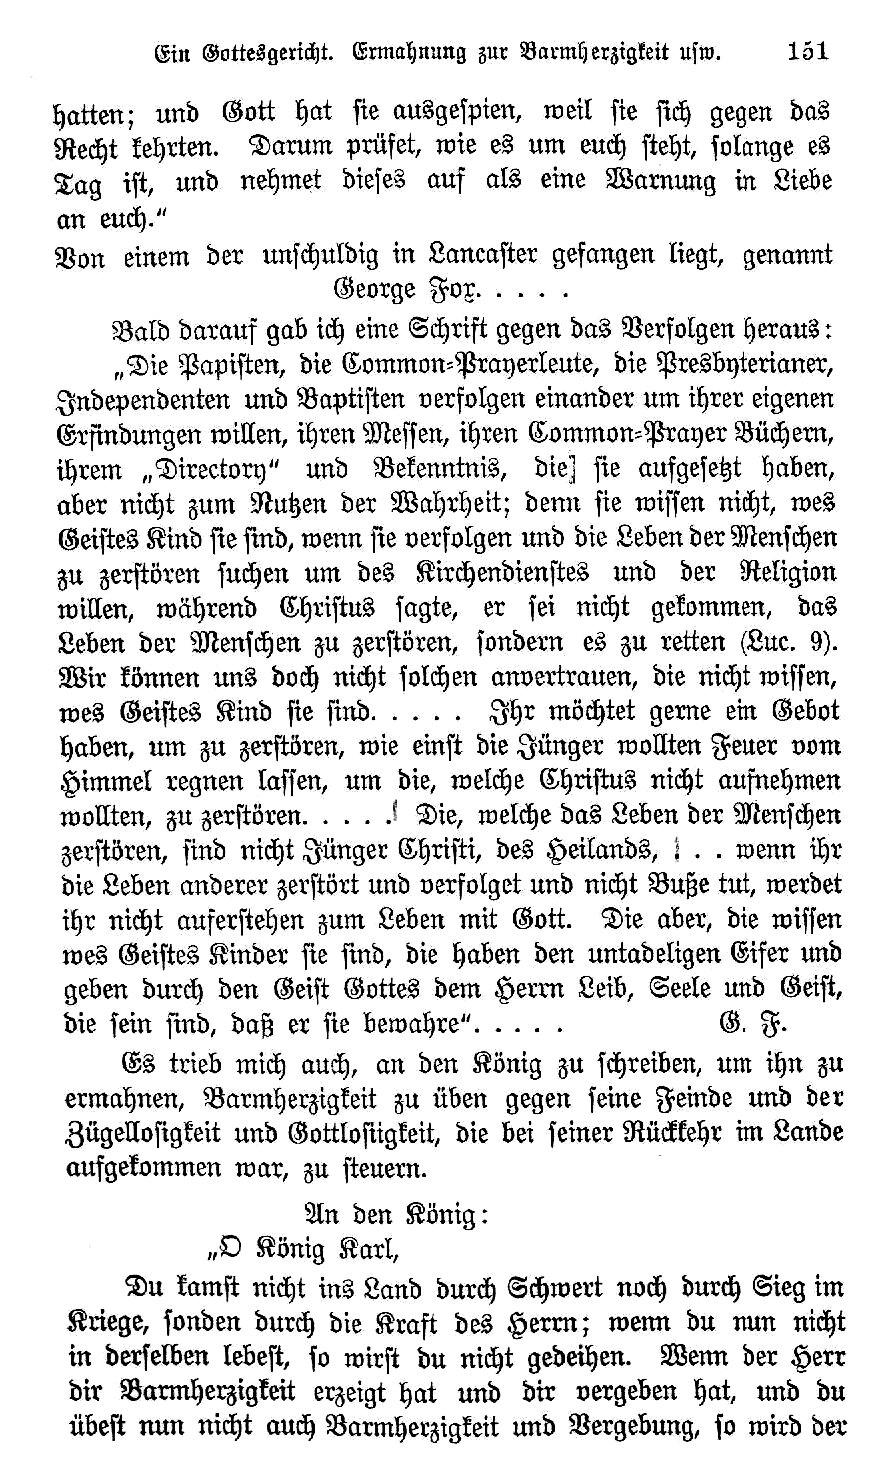 Ein Gottesgericht. Ermahnung zur Barmherzigkeit usw. 151
hatten; und Gott hat sie ausgespien, weil sie sich gegen das
Recht kehrten. Darum prüfet, wie es um euch steht, solange es
Tag ist, und nehmet dieses auf als eine Warnung in Liebe
an euch.“
Von einem der unschuldig in Lancaster gefangen liegt, genannt
George Fox. . . . .
Bald darauf gab ich eine Schrift gegen das Verfolgen heraus:
„Die Papisten, die Common-Prayerleute, die Presbyterianer,
Independenten und Baptisten verfolgen einander um ihrer eigenen
Erfindungen willen, ihren Messen, ihren Common-Prayer Büchern,
ihrem „Directory“ und Bekenntnis, die] sie aufgesetzt haben,
aber nicht zum Nutzen der Wahrheit; denn sie wissen nicht, wes
Geistes Kind sie sind, wenn sie verfolgen und die Leben der Menschen
zu zerstören suchen um des Kirchendienstes und der Religion
willen, während Christus sagte, er sei nicht gekommen, das
Leben der Menschen zu zerstören, sondern es zu retten (Luc. 9).
Wir können uns doch nicht solchen anvertrauen, die nicht wissen,
wes Geistes Kind sie sind. . . . . Ihr möchtet gerne ein Gebot
haben, um zu zerstören, wie einst die Jünger wollten Feuer vom
Himmel regnen lassen, um die, welche Christus nicht aufnehmen
wollten, zu zerstören. . . . . Die, welche das Leben der Menschen
zerstören, sind nicht Jünger Christi, des Heilands, . . . wenn ihr
die Leben anderer zerstört und verfolget und nicht Buße tut, werdet
ihr nicht auferstehen zum Leben mit Gott. Die aber, die wissen
wes Geistes Kinder sie sind, die haben den untadeligen Eifer und
geben durch den Geist Gottes dem Herrn Leib, Seele und Geist,
die sein sind, daß er sie bewahre“. . . . . G. F.
Es trieb mich auch, an den König zu schreiben, um ihn zu
ermahnen, Barmherzigkeit zu üben gegen seine Feinde und der
Zügellosigkeit und Gottlosiigkeit, die bei seiner Rückkehr im Lande
aufgekommen war, zu steuern.
An den König:
„O König Karl,
Du kamst nicht ins Land durch Schwert noch durch Sieg im
Kriege, sonden durch die Kraft des Herrn; wenn du nun nicht
in derselben lebest, so wirst du nicht gedeihen. Wenn der Herr
dir Barmherzigkeit erzeigt hat und dir vergeben hat, und du
übest nun nicht auch Barmherzigkeit und Vergebung, so wird der